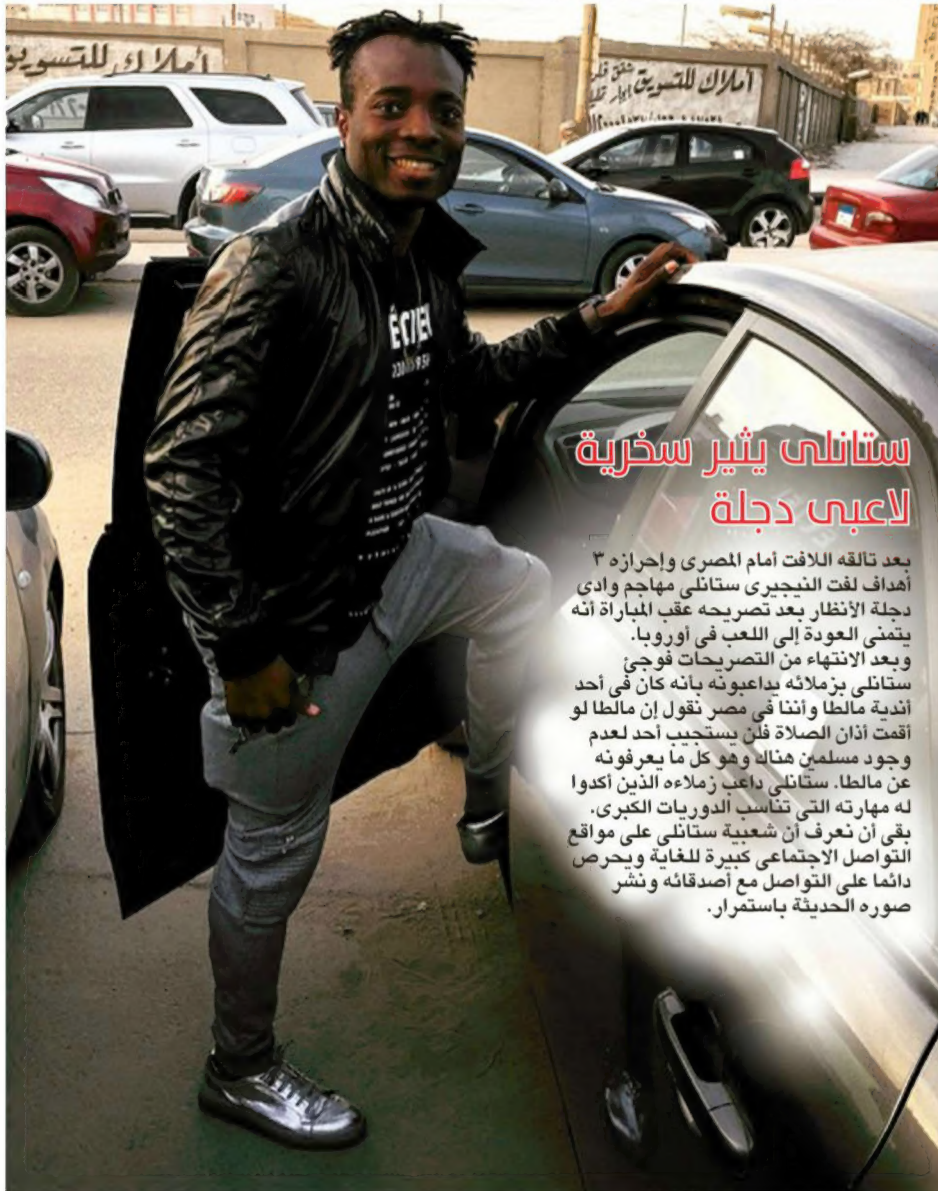 أملاك للتسويق
أملاك للتسويق
شقق
ستانلى يثير سخرية
لاعبى دجلة
بعد تألقه اللافت أمام المصرى وإحرازه ٣
أهداف لفت النيجيرى ستانلى مهاجم وادى
دجلة الأنظار بعد تصريحه عقب المباراة أنه
يتمنى العودة إلى اللعب فى أوروبا.
وبعد الانتهاء من التصريحات فوجئ
ستانلى بزملائه يداعبونه بأنه كان فى أحد
أندية مالطا وأننا فى مصر نقول إن مالطا لو
أقمت أذان الصلاة فلن يستجيب أحد لعدم
وجود مسلمين هناك وهو كل ما يعرفونه
عن مالطا. ستانلى داعب زملاءه الذين أكدوا
له مهارته التى تناسب الدوريات الكبرى.
بقى أن نعرف أن شعبية ستانلى على مواقع
التواصل الاجتماعى كبيرة للغاية ويحرص
دائما على التواصل مع أصدقائه ونشر
صوره الحديثة باستمرار.